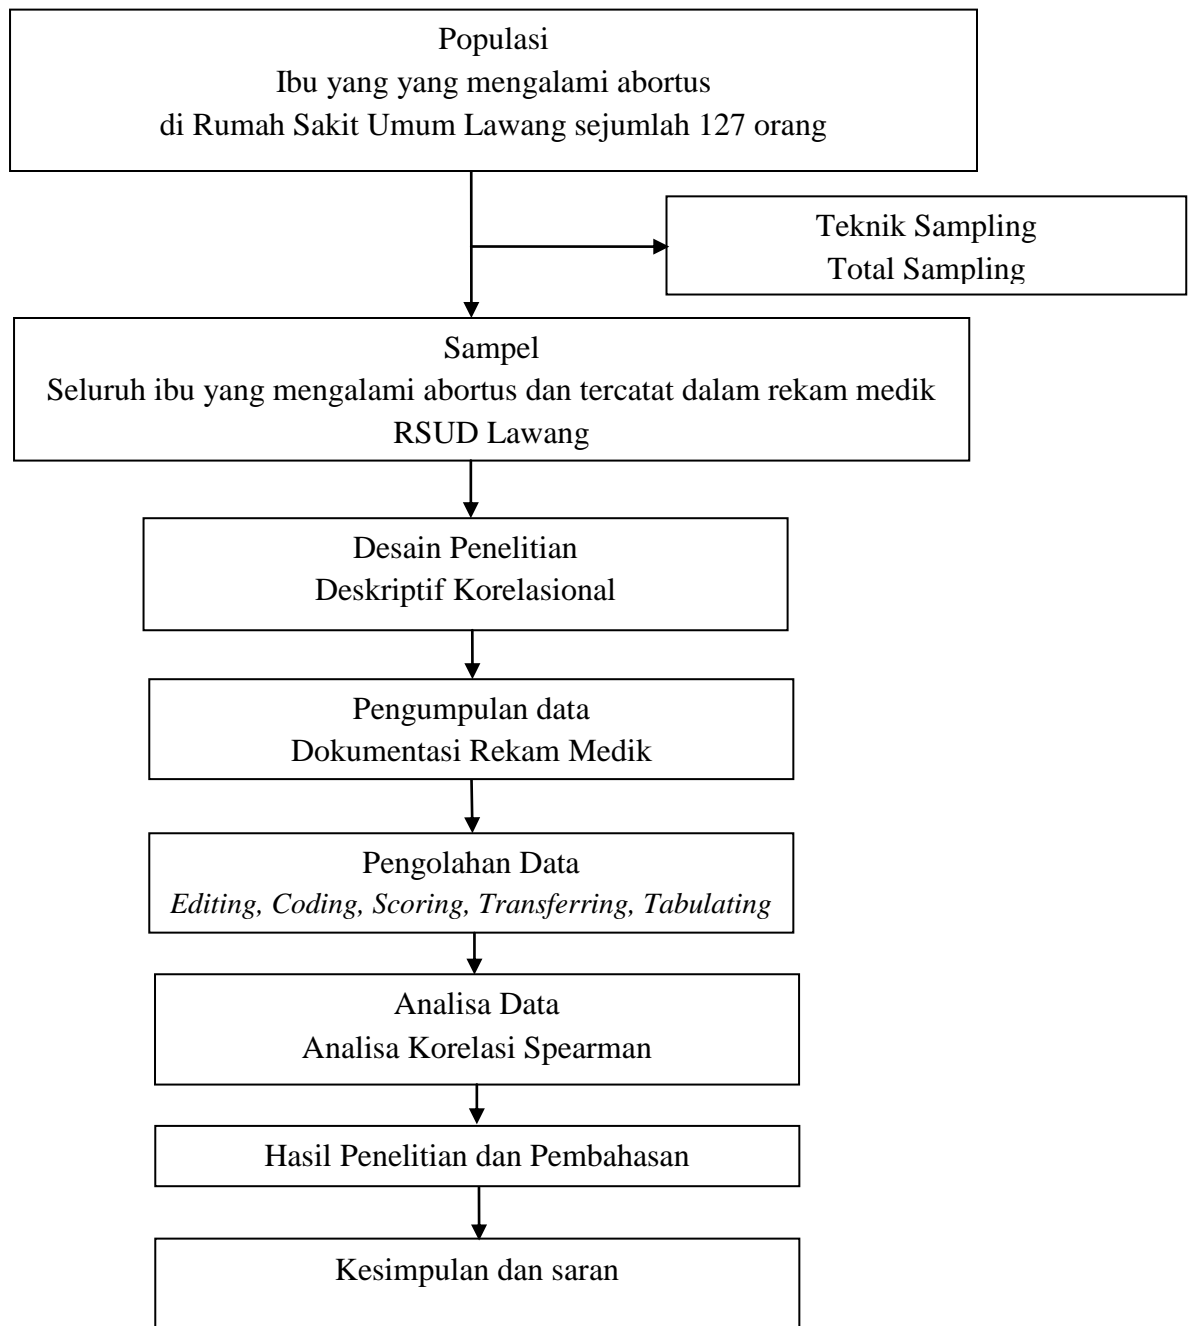 Populasi
Ibu yang yang mengalami abortus
di Rumah Sakit Umum Lawang sejumlah 127 orang
Teknik Sampling
Total Sampling
Sampel
Seluruh ibu yang mengalami abortus dan tercatat dalam rekam medik
RSUD Lawang
Desain Penelitian
Deskriptif Korelasional
Pengumpulan data
Dokumentasi Rekam Medik
Pengolahan Data
Editing, Coding, Scoring, Transferring, Tabulating
Analisa Data
Analisa Korelasi Spearman
Hasil Penelitian dan Pembahasan
Kesimpulan dan saran